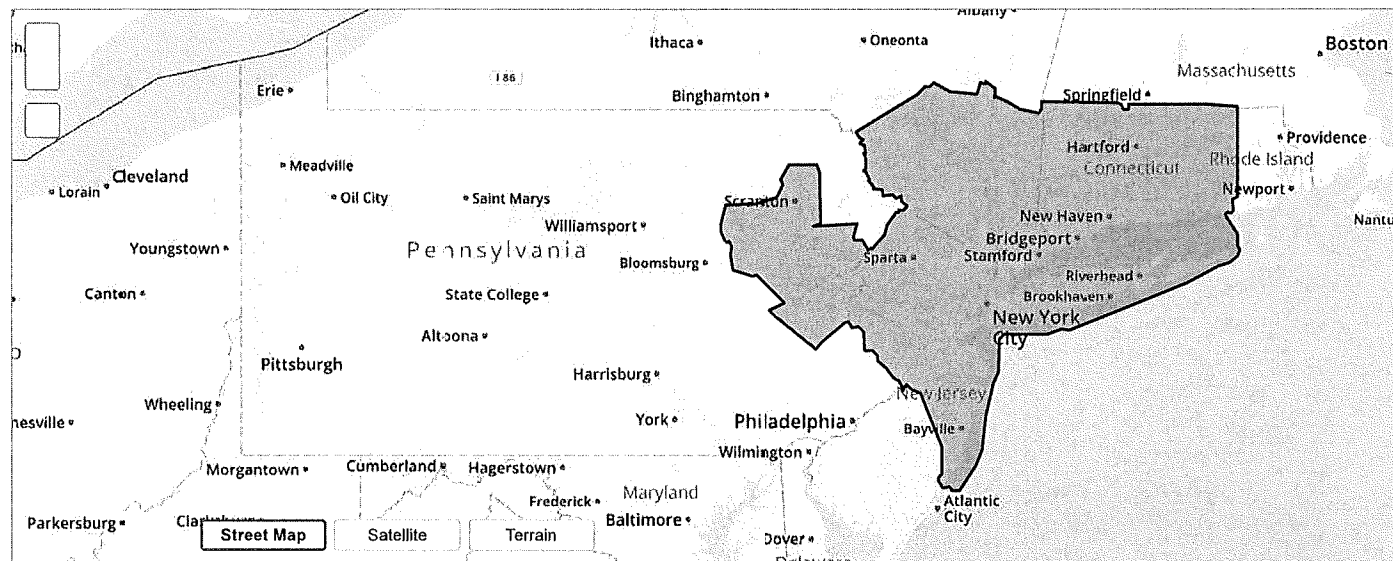 Albany
Ithaca
Oneonta
Boston
Massachusetts
I 86
Erie
Binghamton
Springfield
Providence
Hartford
Connecticut
Rhode Island
Meadville
Cleveland
Lorain
Oil City
Saint Marys
Scranton
Newport
Williamsport
New Haven
Nantu
Youngstown
Pennsylvania
Bridgeport
Bloomsburg
Sparta
Stamford
Riverhead
Canton
State College
Brookhaven
New York
City
Altoona
Pittsburgh
Harrisburg
New Jersey
Wheeling
nesville
York
Philadelphia
Bayville
Wilmington
Morgantown
Cumberland
Hagerstown
Maryland
Frederick
Atlantic
City
Parkersburg
Baltimore
Street Map
Satellite
Terrain
Dover
Delaware